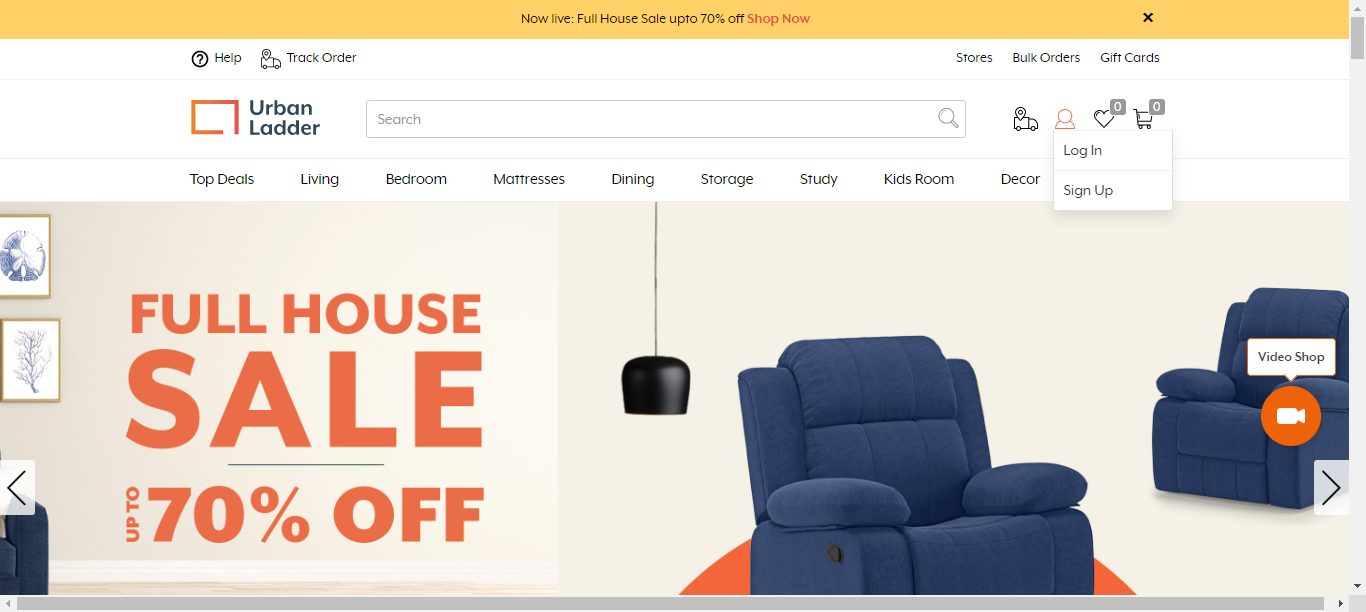 Now live: Full House Sale upto 70% off Shop Now
Help
Track Order
Stores
Bulk Orders
Gift Cards
Urban
Ladder
Search
0
0
Log In
Sign Up
Top Deals
Living
Bedroom
Mattresses
Dining
Storage
Study
Kids Room
Decor
FULL HOUSE
SALE
UP TO 70% OFF
Video Shop